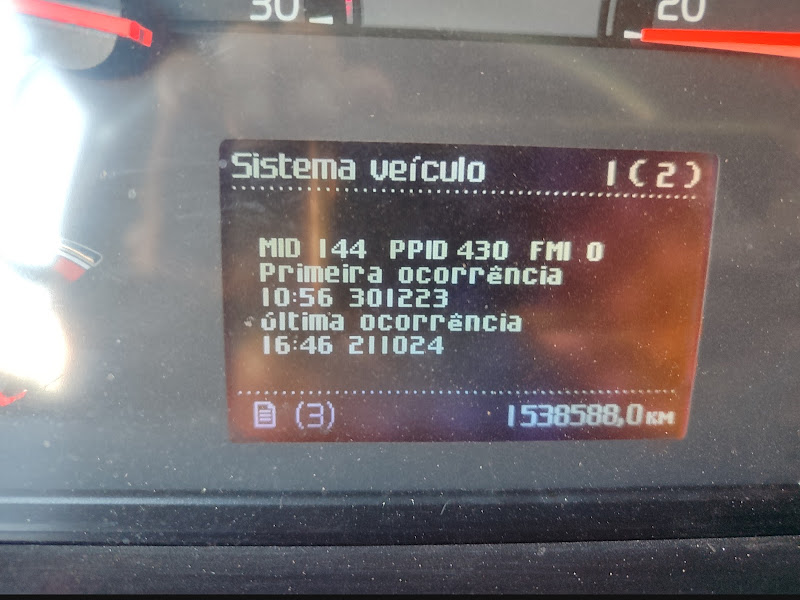 30
20
Sistema veículo 1(2)
MID 144 PPID 430 FMI 0
Primeira ocorrência
10:56 301223
última ocorrência
16:46 211024
(3) 1538588,0 KM